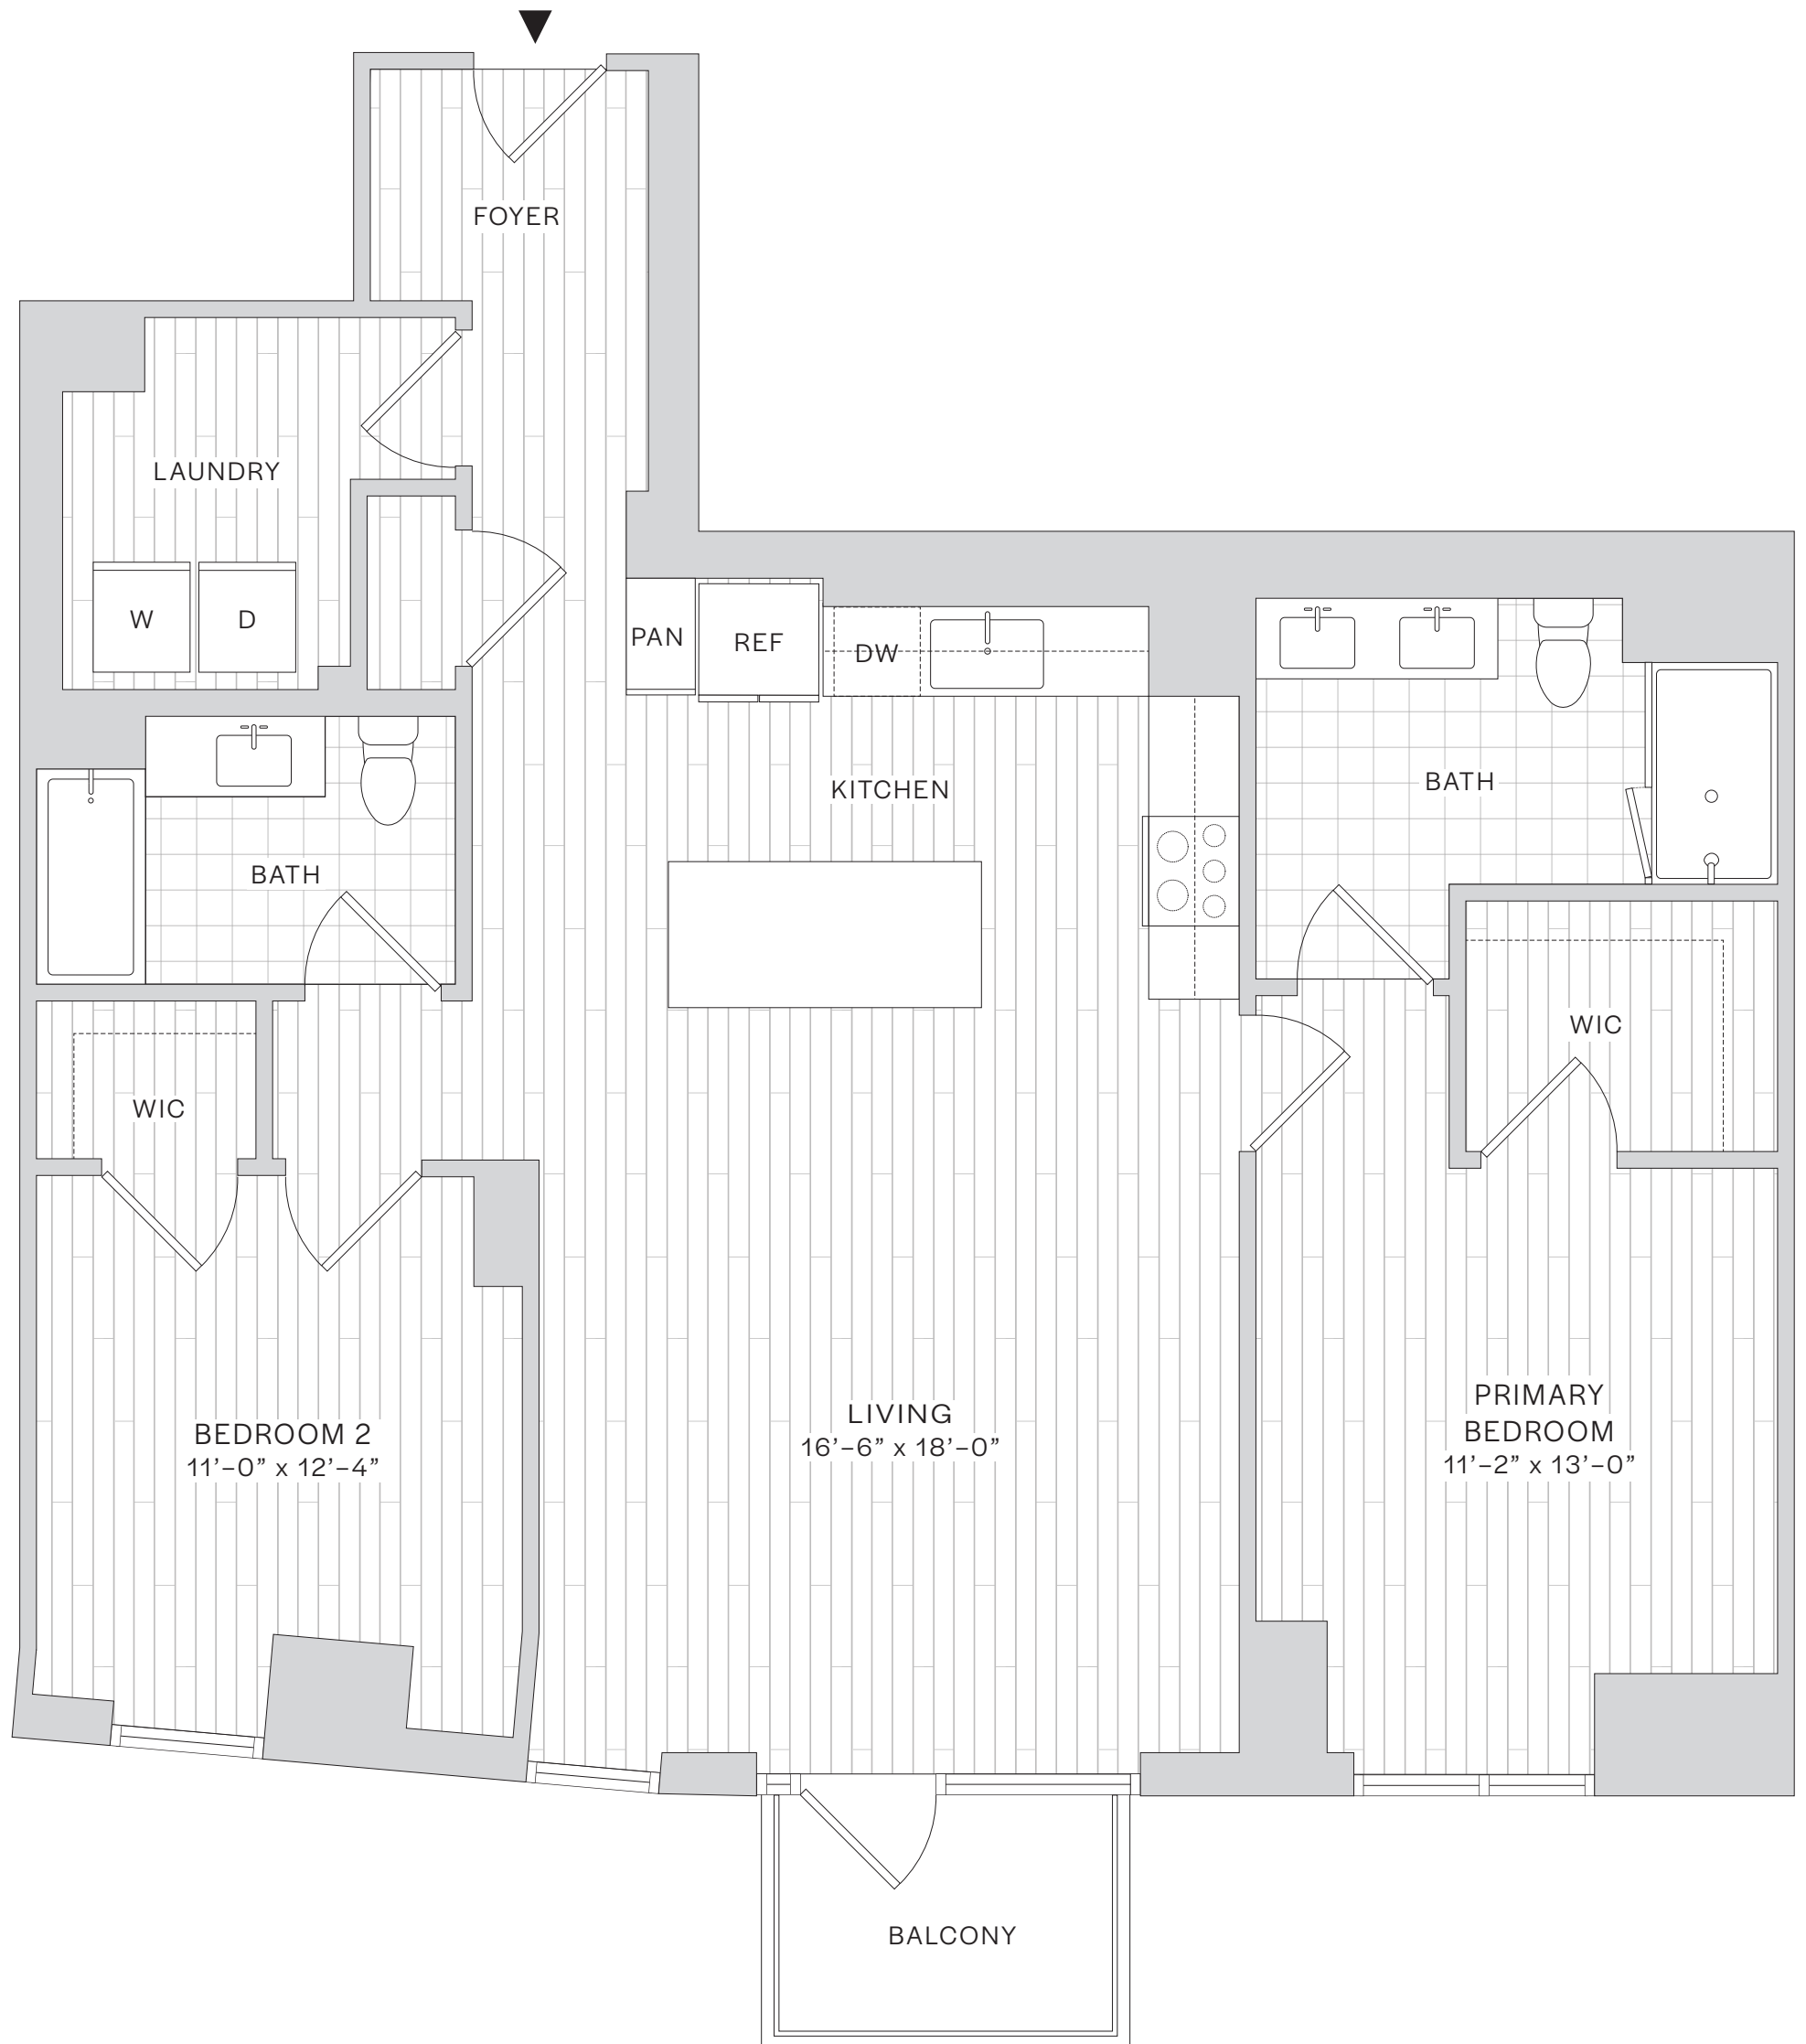 FOYER
LAUNDRY
W
D
PAN
REF
DW
KITCHEN
BATH
BATH
WIC
WIC
BEDROOM 2
11’–0” x 12’–4”
LIVING
16’–6” x 18’–0”
PRIMARY
BEDROOM
11’–2” x 13’–0”
BALCONY